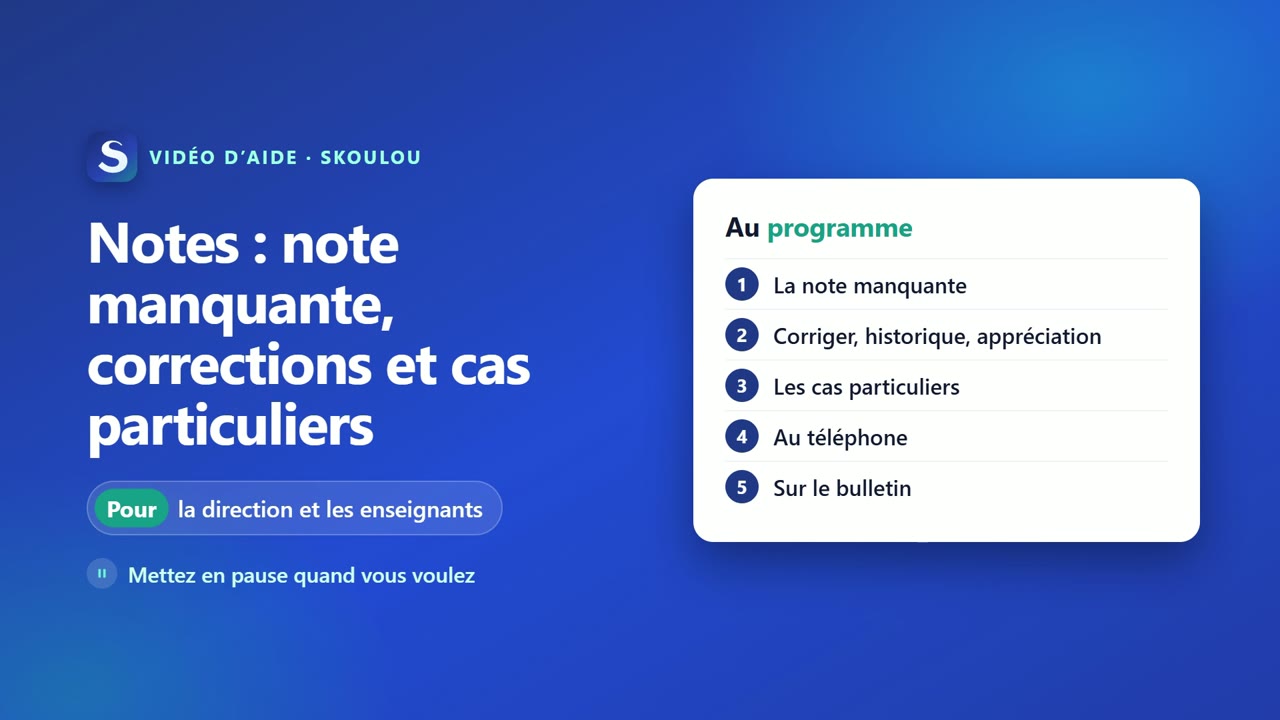 S
VIDÉO D’AIDE · SKOULOU
Notes : note
manquante,
corrections et cas
particuliers
Pour la direction et les enseignants
Mettez en pause quand vous voulez
Au programme
1 La note manquante
2 Corriger, historique, appréciation
3 Les cas particuliers
4 Au téléphone
5 Sur le bulletin